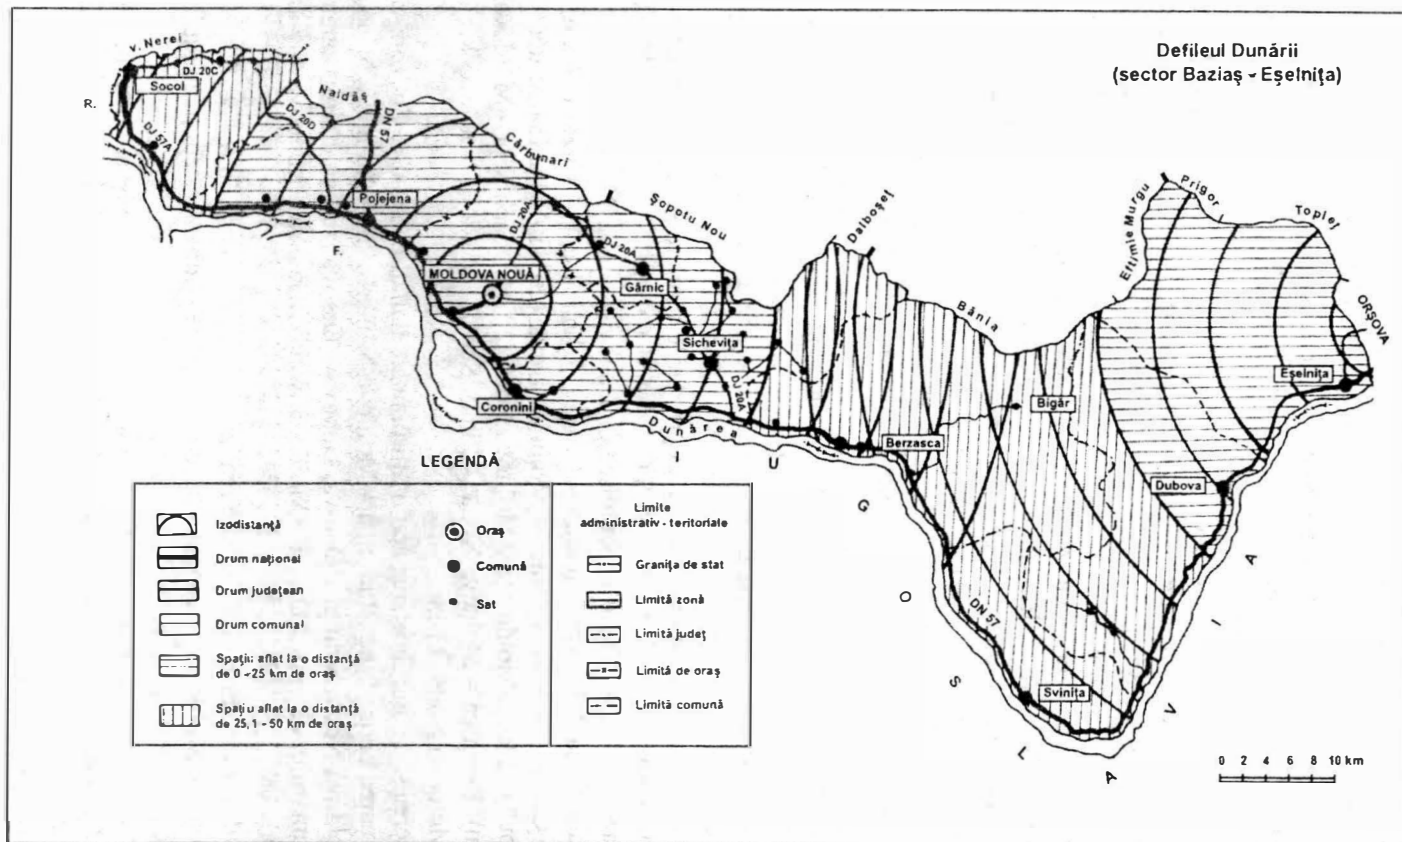 Defileul Dunării
(sector Baziaş - Eşelniţa)
v. Nerei
DJ 20C
Socol
R.
Naidăş
DJ 20D
DN 57
DJ 57A
Cărbunari
Pojejena
F.
DJ 20A
Şopotu Nou
DJ 20A
MOLDOVA NOUĂ
Gârnic
Sicheviţa
DJ 20A
Coronini
Dunărea
Dalboşeţ
Bănia
Eftimie Murgu
Prigor
Topleţ
ORŞOVA
Eşelniţa
Bigăr
Berzasca
Dubova
DN 57
Sviniţa
I U G O S L A V I A
0 2 4 6 8 10 km
LEGENDĂ
Izodistanţă
Drum naţional
Drum judeţean
Drum comunal
Spaţiu aflat la o distanţă
de 0 - 25 km de oraş
Spaţiu aflat la o distanţă
de 25,1 - 50 km de oraş
Oraş
Comună
Sat
Limite
administrativ - teritoriale
Graniţa de stat
Limită zonă
Limită judeţ
Limită de oraş
Limită comună